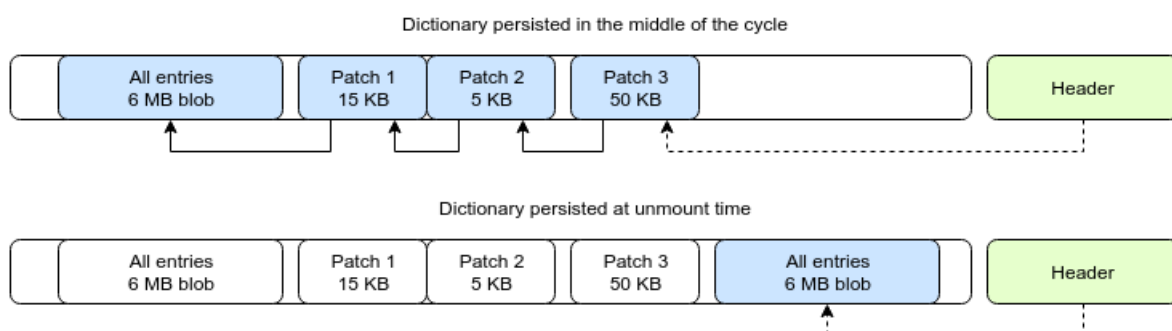 Dictionary persisted in the middle of the cycle
All entries
6 MB blob
Patch 1
15 KB
Patch 2
5 KB
Patch 3
50 KB
Header
Dictionary persisted at unmount time
All entries
6 MB blob
Patch 1
15 KB
Patch 2
5 KB
Patch 3
50 KB
All entries
6 MB blob
Header